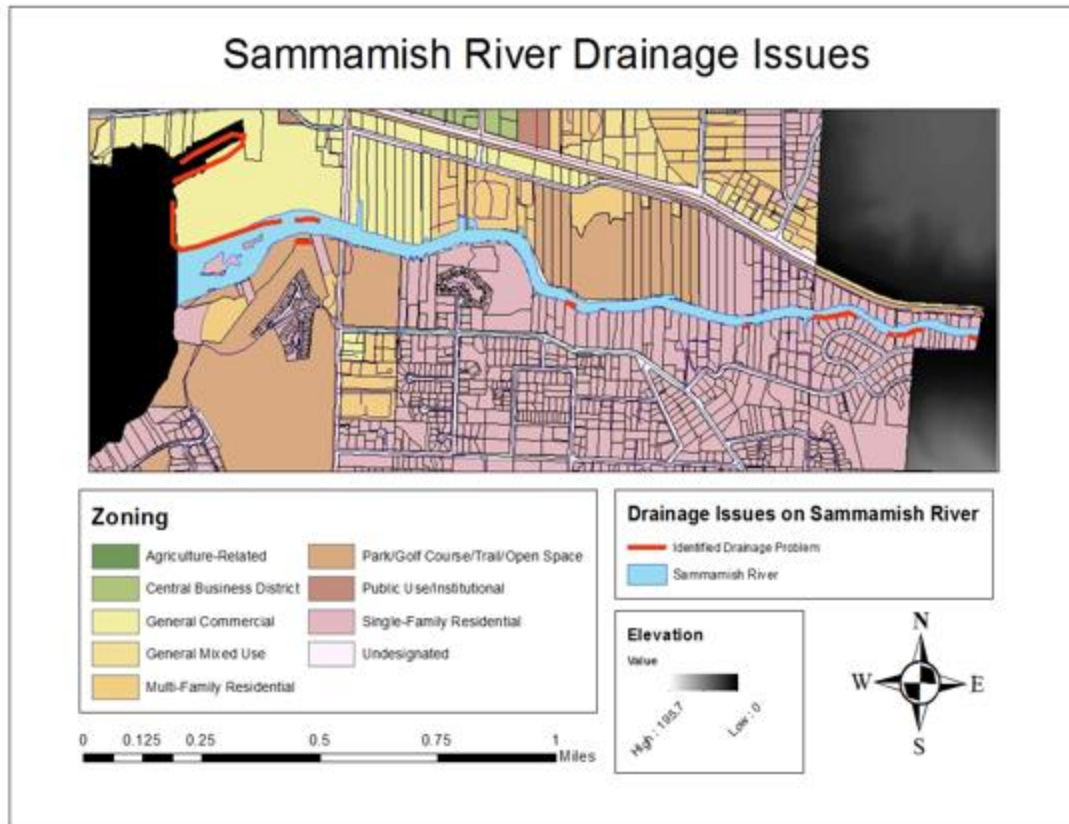 Sammamish River Drainage Issues
Zoning
Agriculture-Related
Central Business District
General Commercial
General Mixed Use
Multi-Family Residential
Park/Golf Course/Trail/Open Space
Public Use/Institutional
Single-Family Residential
Undesignated
0 0.125 0.25 0.5 0.75 1
Miles
Drainage Issues on Sammamish River
Identified Drainage Problem
Sammamish River
Elevation
Value
High : 195.7
Low : 0
N
W E
S